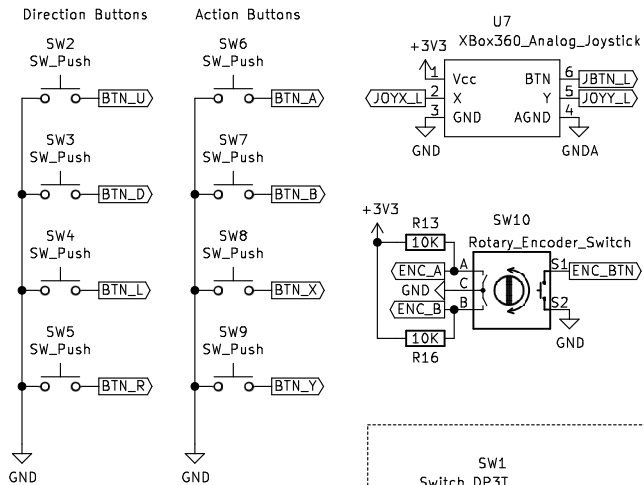 Direction Buttons
SW2
SW_Push
BTN_U
SW3
SW_Push
BTN_D
SW4
SW_Push
BTN_L
SW5
SW_Push
BTN_R
GND
Action Buttons
SW6
SW_Push
BTN_A
SW7
SW_Push
BTN_B
SW8
SW_Push
BTN_X
SW9
SW_Push
BTN_Y
GND
U7
XBox360_Analog_Joystick
+3V3
1 Vcc BTN 6 JBTN_L
JOYX_L 2 X Y 5 JOYY_L
3 GND AGND 4
GND GNDA
+3V3
R13
10K
SW10
Rotary_Encoder_Switch
ENC_A A S1 ENC_BTN
GND C
ENC_B B S2
10K
R16
GND
SW1
Switch_DP3T